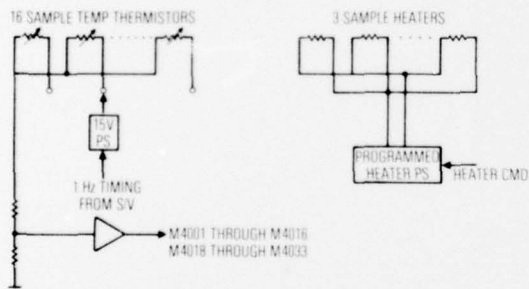 16 SAMPLE TEMP THERMISTORS
3 SAMPLE HEATERS
15V
PS
1 Hz TIMING
FROM S/V
PROGRAMMED
HEATER PS
HEATER CMD
M4001 THROUGH M4016
M4018 THROUGH M4033